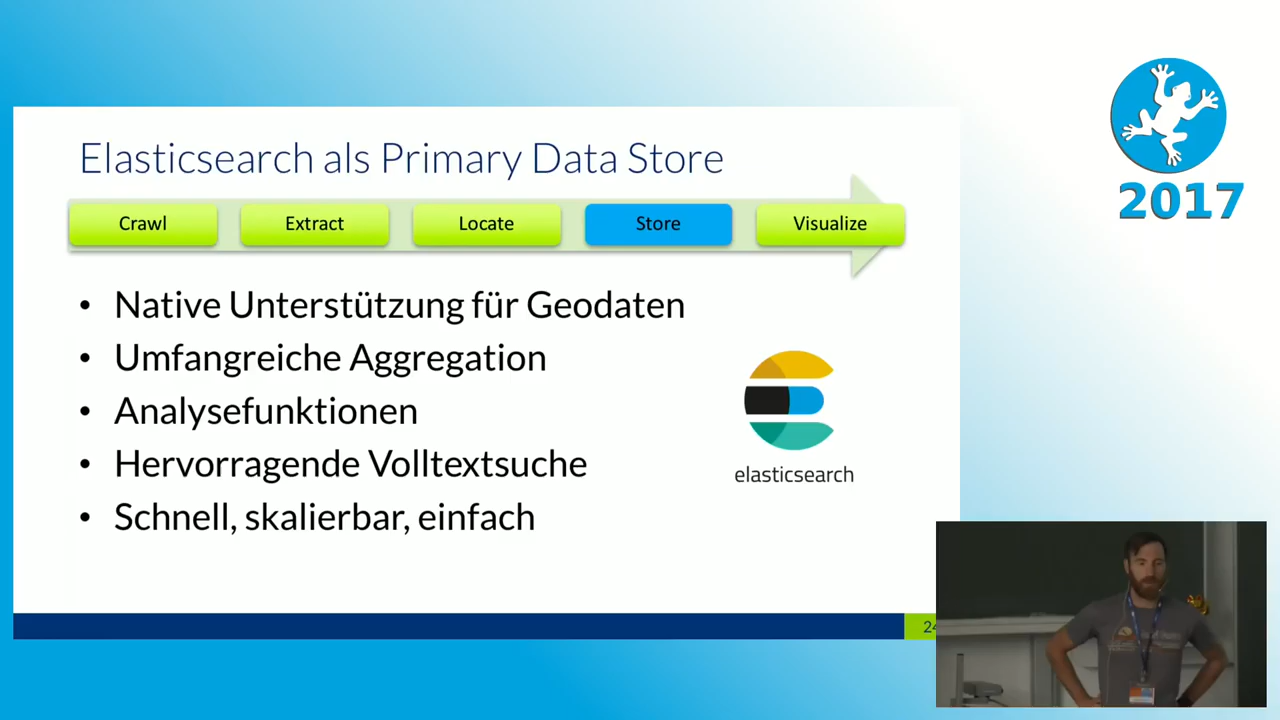 2017
Elasticsearch als Primary Data Store
Crawl
Extract
Locate
Store
Visualize
• Native Unterstützung für Geodaten
• Umfangreiche Aggregation
• Analysefunktionen
• Hervorragende Volltextsuche
• Schnell, skalierbar, einfach
elasticsearch